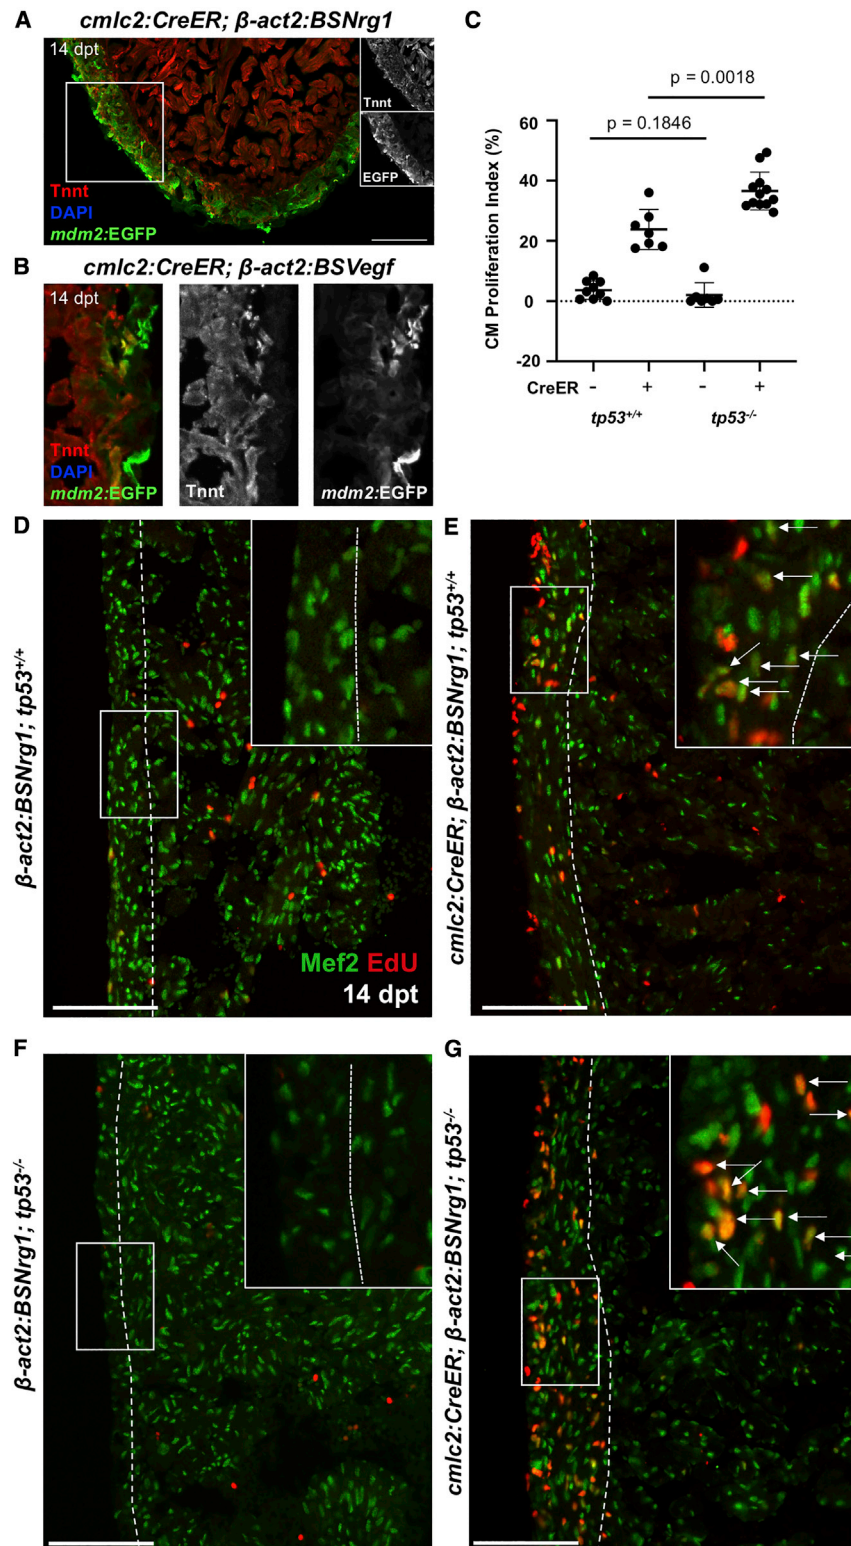 A
cmlc2:CreER; β-act2:BSNrg1
14 dpt
Tnnt
EGFP
Tnnt
DAPI
mdm2:EGFP
B
cmlc2:CreER; β-act2:BSVegf
14 dpt
Tnnt
DAPI
mdm2:EGFP
Tnnt
mdm2:EGFP
C
p = 0.0018
p = 0.1846
CM Proliferation Index (%)
60
40
20
0
-20
CreER - + - +
tp53+/+ tp53-/-
D
β-act2:BSNrg1; tp53+/+
Mef2 EdU
14 dpt
E
cmlc2:CreER; β-act2:BSNrg1; tp53+/+
F
β-act2:BSNrg1; tp53-/-
G
cmlc2:CreER; β-act2:BSNrg1; tp53-/-